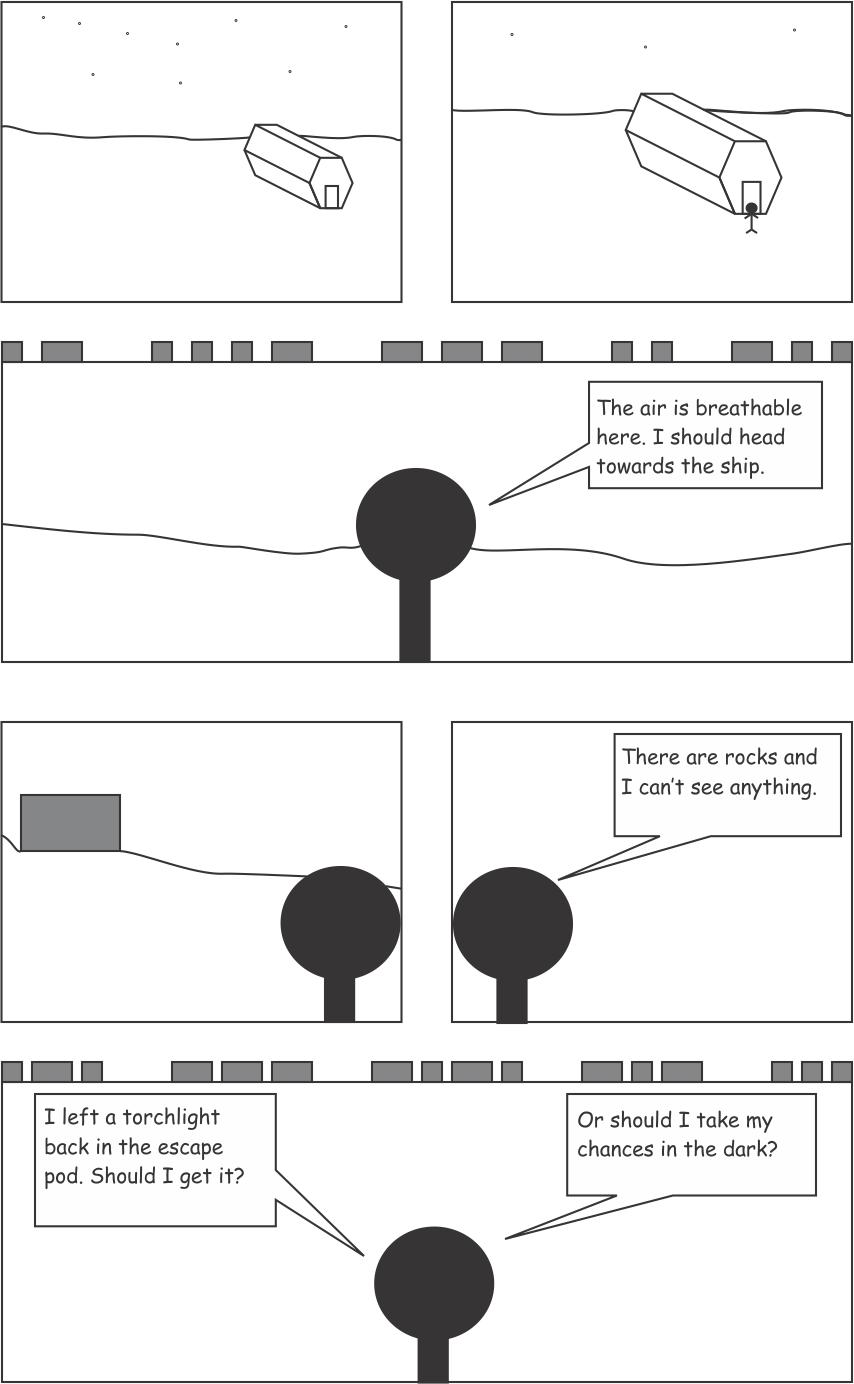 The air is breathable
here. I should head
towards the ship.
There are rocks and
I can't see anything.
I left a torchlight
back in the escape
pod. Should I get it?
Or should I take my
chances in the dark?